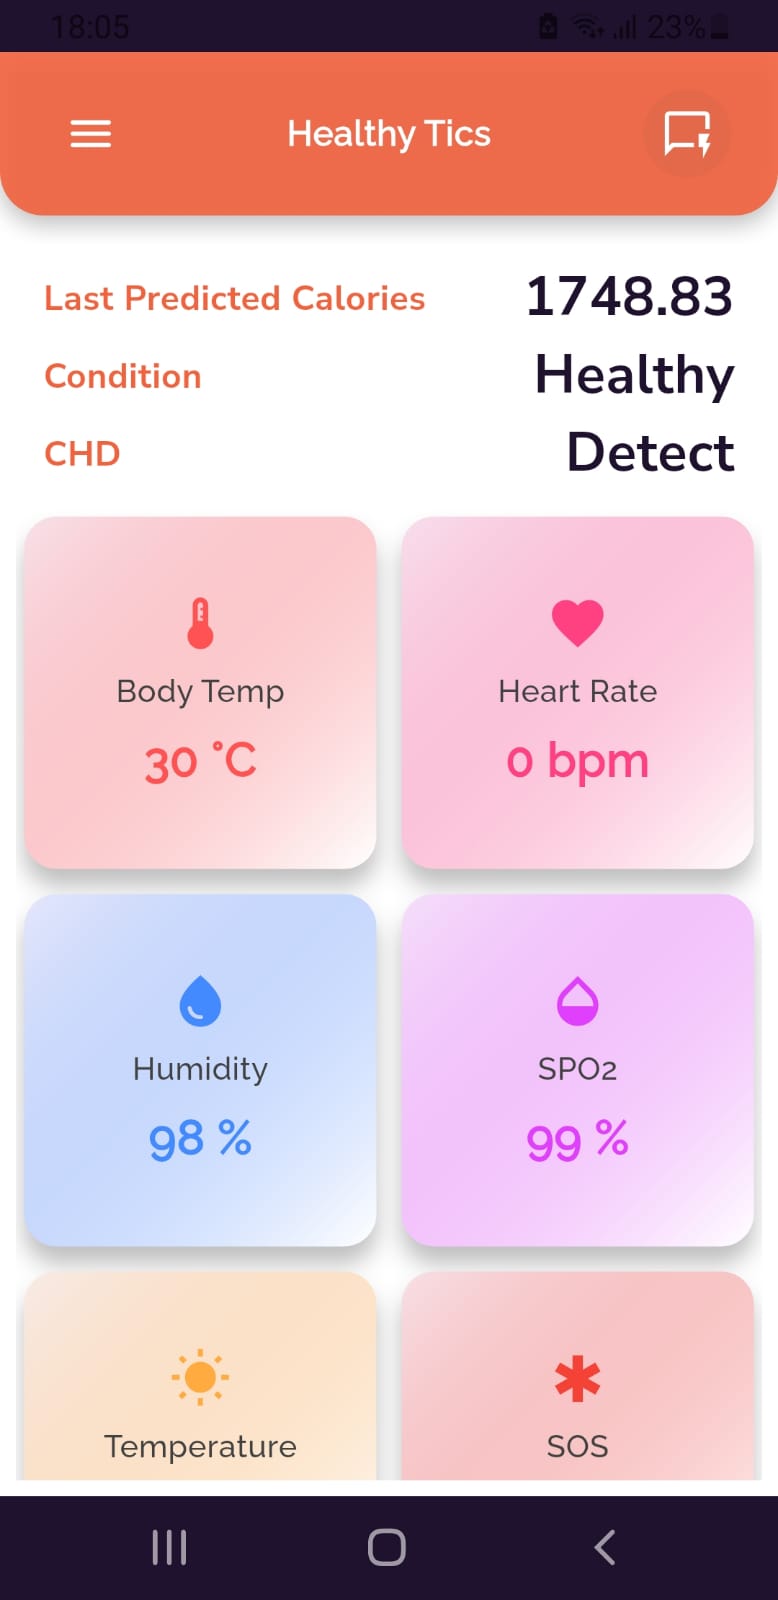 18:05 23%
Healthy Tics
Last Predicted Calories 1748.83
Condition Healthy
CHD Detect
Body Temp Heart Rate
30 °C 0 bpm
Humidity SPO2
98 % 99 %
Temperature SOS